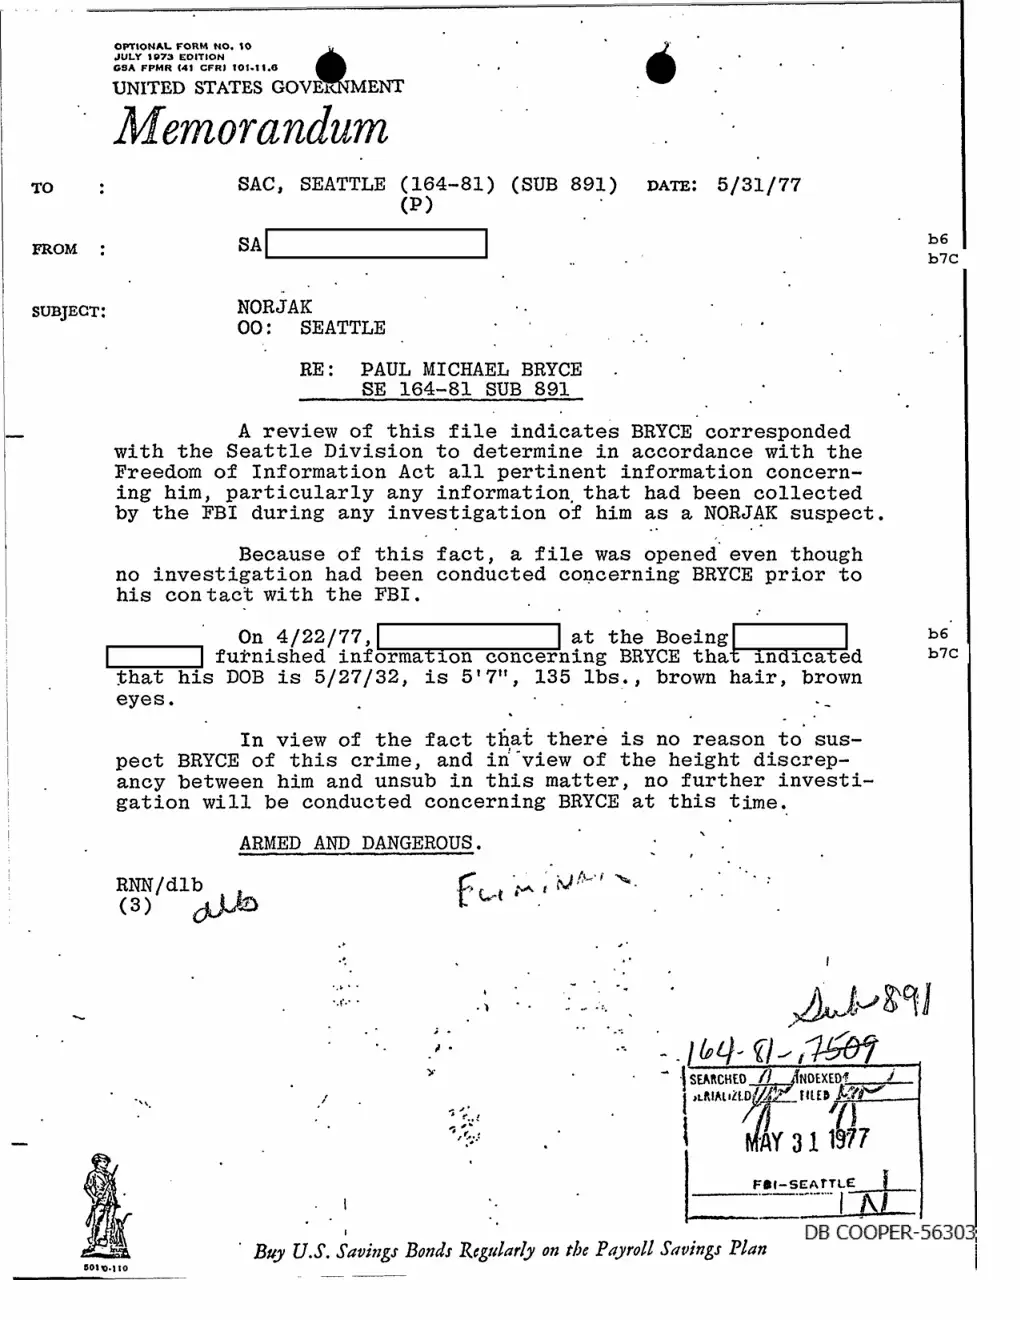 OPTIONAL FORM NO. 10
JULY 1973 EDITION
GSA FPMR (41 CFR) 101-11.6
UNITED STATES GOVERNMENT
Memorandum
TO : SAC, SEATTLE (164-81) (SUB 891) DATE: 5/31/77
(P)
FROM : SA
b6
b7C
SUBJECT: NORJAK
OO: SEATTLE
RE: PAUL MICHAEL BRYCE
SE 164-81 SUB 891
A review of this file indicates BRYCE corresponded
with the Seattle Division to determine in accordance with the
Freedom of Information Act all pertinent information concern-
ing him, particularly any information that had been collected
by the FBI during any investigation of him as a NORJAK suspect.
Because of this fact, a file was opened even though
no investigation had been conducted concerning BRYCE prior to
his contact with the FBI.
On 4/22/77, at the Boeing
furnished information concerning BRYCE that indicated
that his DOB is 5/27/32, is 5'7", 135 lbs., brown hair, brown
eyes.
b6
b7C
In view of the fact that there is no reason to sus-
pect BRYCE of this crime, and in view of the height discrep-
ancy between him and unsub in this matter, no further investi-
gation will be conducted concerning BRYCE at this time.
ARMED AND DANGEROUS.
RNN/dlb
(3) dlb
Sub 891
164-81-7509
SEARCHED INDEXED
SERIALIZED FILED
MAY 31 1977
FBI-SEATTLE
DB COOPER-56303
Buy U.S. Savings Bonds Regularly on the Payroll Savings Plan
5010-110